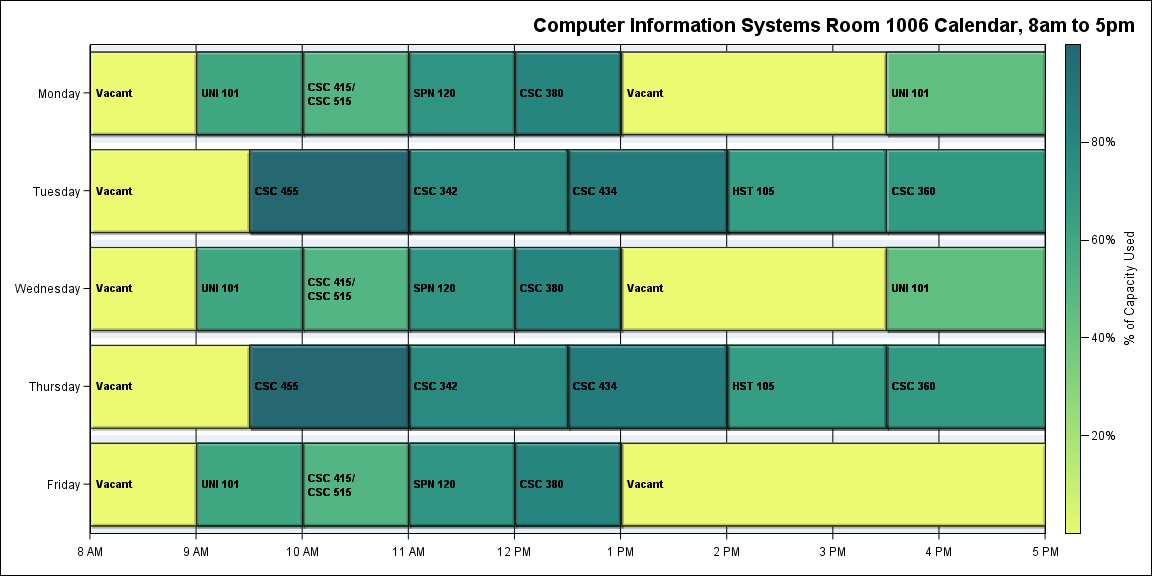 Computer Information Systems Room 1006 Calendar, 8am to 5pm
Monday
Vacant
UNI 101
CSC 415/
CSC 515
SPN 120
CSC 380
Vacant
UNI 101
Tuesday
Vacant
CSC 455
CSC 342
CSC 434
HST 105
CSC 360
Wednesday
Vacant
UNI 101
CSC 415/
CSC 515
SPN 120
CSC 380
Vacant
UNI 101
Thursday
Vacant
CSC 455
CSC 342
CSC 434
HST 105
CSC 360
Friday
Vacant
UNI 101
CSC 415/
CSC 515
SPN 120
CSC 380
Vacant
8 AM
9 AM
10 AM
11 AM
12 PM
1 PM
2 PM
3 PM
4 PM
5 PM
80%
60%
40%
20%
% of Capacity Used